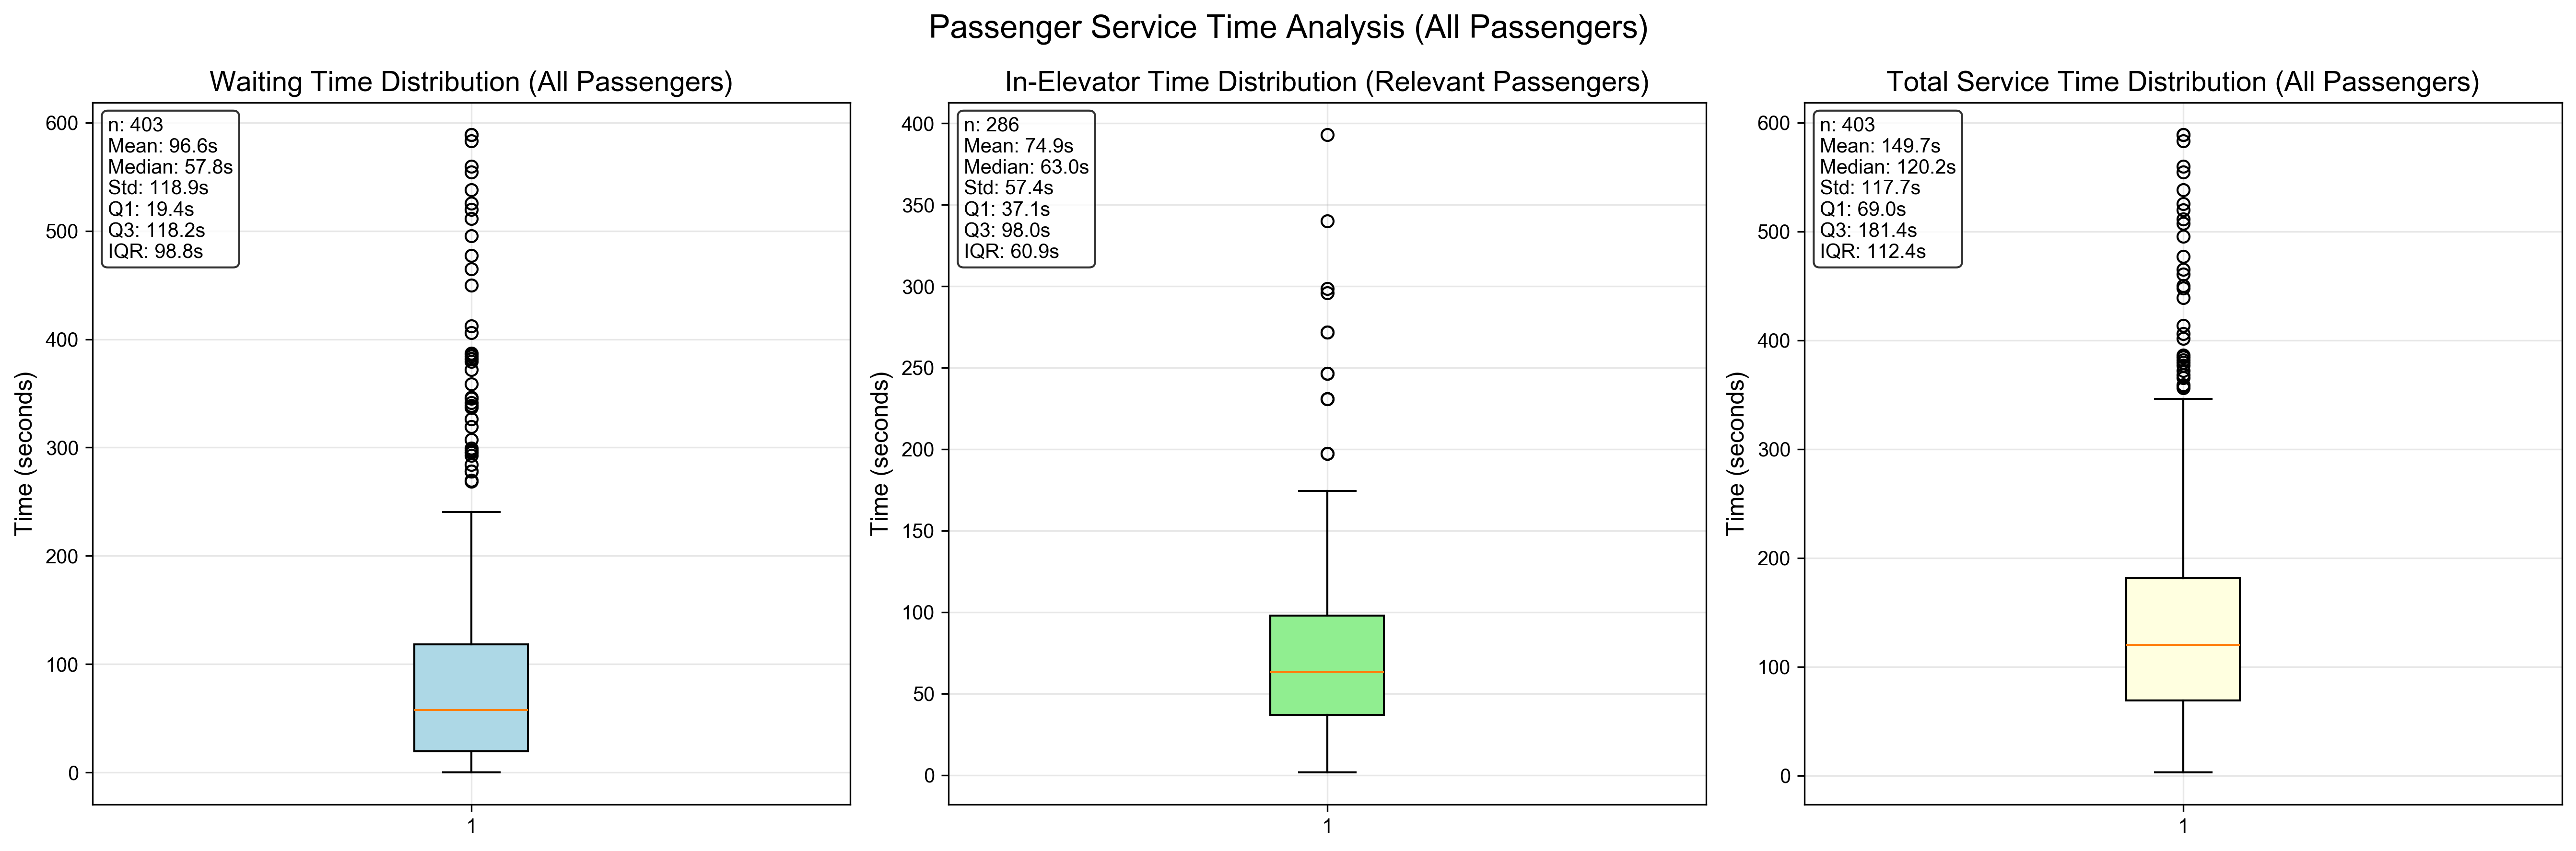 Passenger Service Time Analysis (All Passengers)
Waiting Time Distribution (All Passengers)
n: 403
Mean: 96.6s
Median: 57.8s
Std: 118.9s
Q1: 19.4s
Q3: 118.2s
IQR: 98.8s
Time (seconds)
600
500
400
300
200
100
0
1
In-Elevator Time Distribution (Relevant Passengers)
n: 286
Mean: 74.9s
Median: 63.0s
Std: 57.4s
Q1: 37.1s
Q3: 98.0s
IQR: 60.9s
Time (seconds)
400
350
300
250
200
150
100
50
0
1
Total Service Time Distribution (All Passengers)
n: 403
Mean: 149.7s
Median: 120.2s
Std: 117.7s
Q1: 69.0s
Q3: 181.4s
IQR: 112.4s
Time (seconds)
600
500
400
300
200
100
0
1